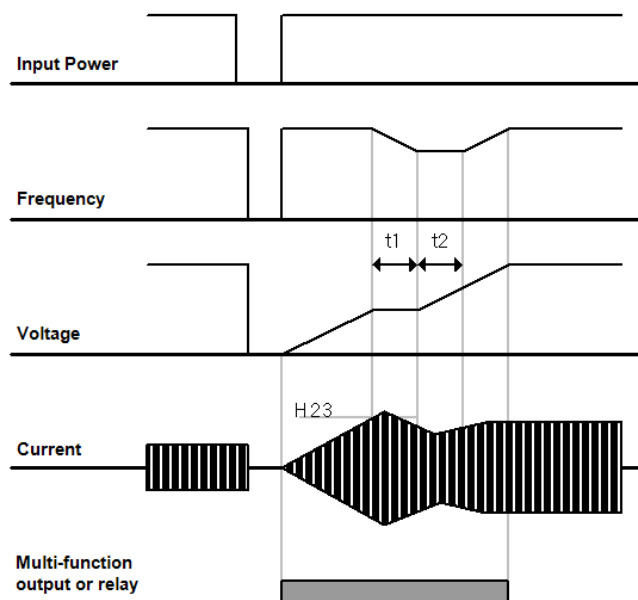 Input Power
Frequency
t1 t2
Voltage
H23
Current
Multi-function
output or relay